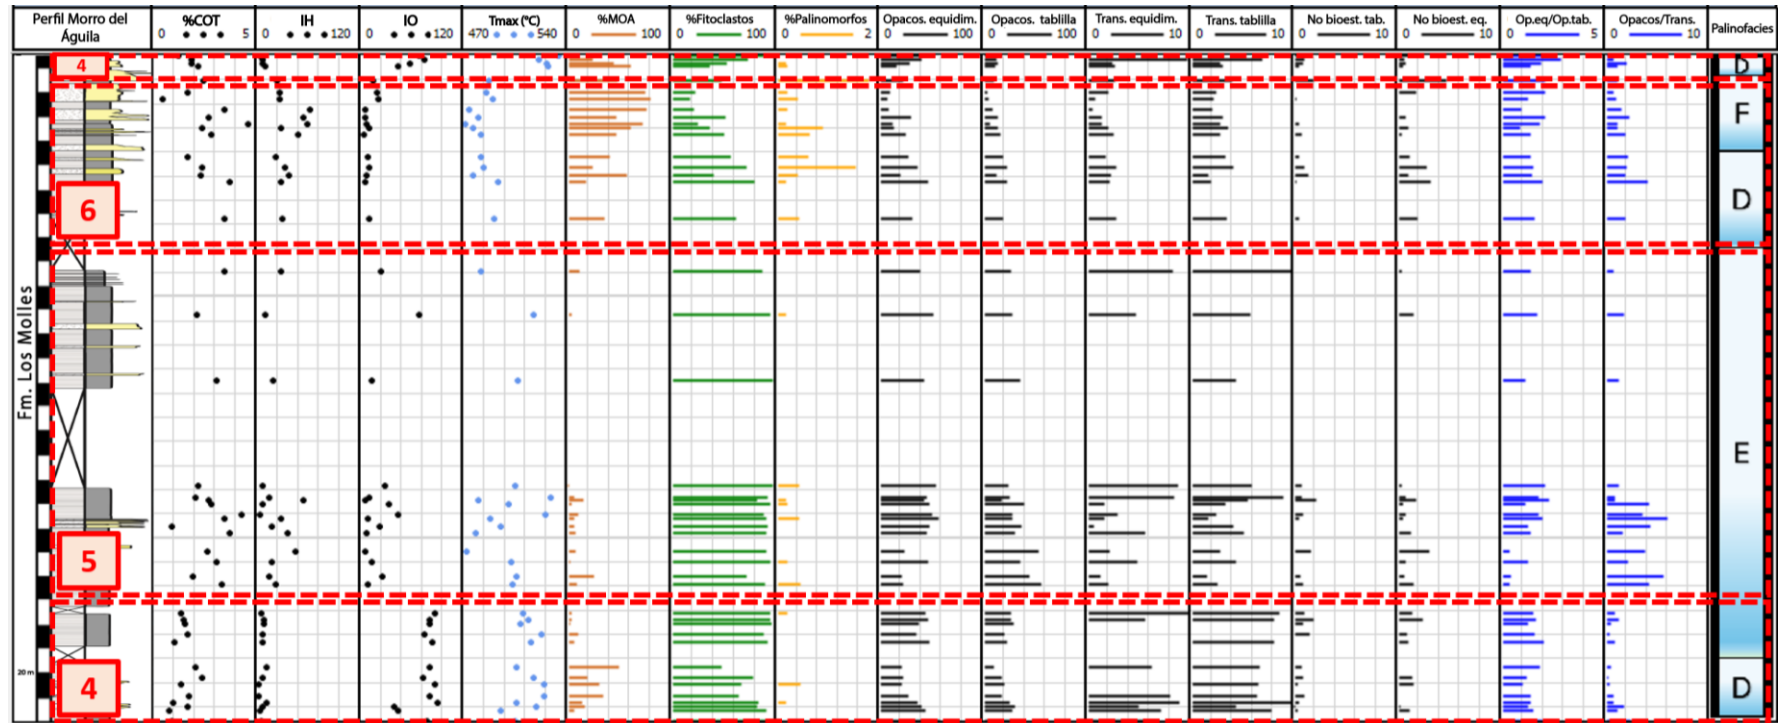 Perfil Morro del Águila
%COT
0 5
IH
0 120
IO
0 120
Tmax (°C)
470 540
%MOA
0 100
%Fitoclastos
0 100
%Palinomorfos
0 2
Opacos. equidim.
0 100
Opacos. tablilla
0 100
Trans. equidim.
0 10
Trans. tablilla
0 10
No bioest. tab.
0 10
No bioest. eq.
0 10
Op.eq/Op.tab.
0 5
Opacos/Trans.
0 10
Palinofacies
4
D
F
6
D
Fm. Los Molles
E
5
20 m
4
D